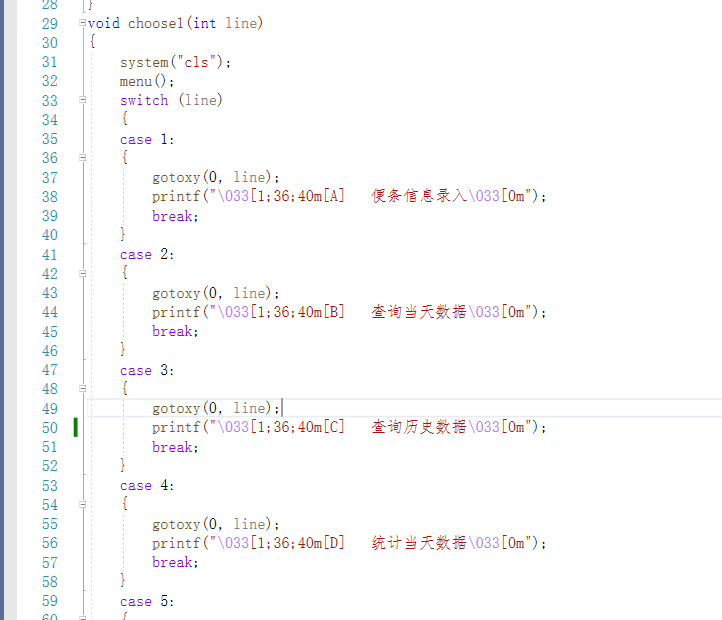 28 }
29 void choose1(int line)
30 {
31 system("cls");
32 menu();
33 switch (line)
34 {
35 case 1:
36 {
37 gotoxy(0, line);
38 printf("\033[1;36;40m[A]   便条信息录入\033[0m");
39 break;
40 }
41 case 2:
42 {
43 gotoxy(0, line);
44 printf("\033[1;36;40m[B]   查询当天数据\033[0m");
45 break;
46 }
47 case 3:
48 {
49 gotoxy(0, line);
50 printf("\033[1;36;40m[C]   查询历史数据\033[0m");
51 break;
52 }
53 case 4:
54 {
55 gotoxy(0, line);
56 printf("\033[1;36;40m[D]   统计当天数据\033[0m");
57 break;
58 }
59 case 5:
60 {